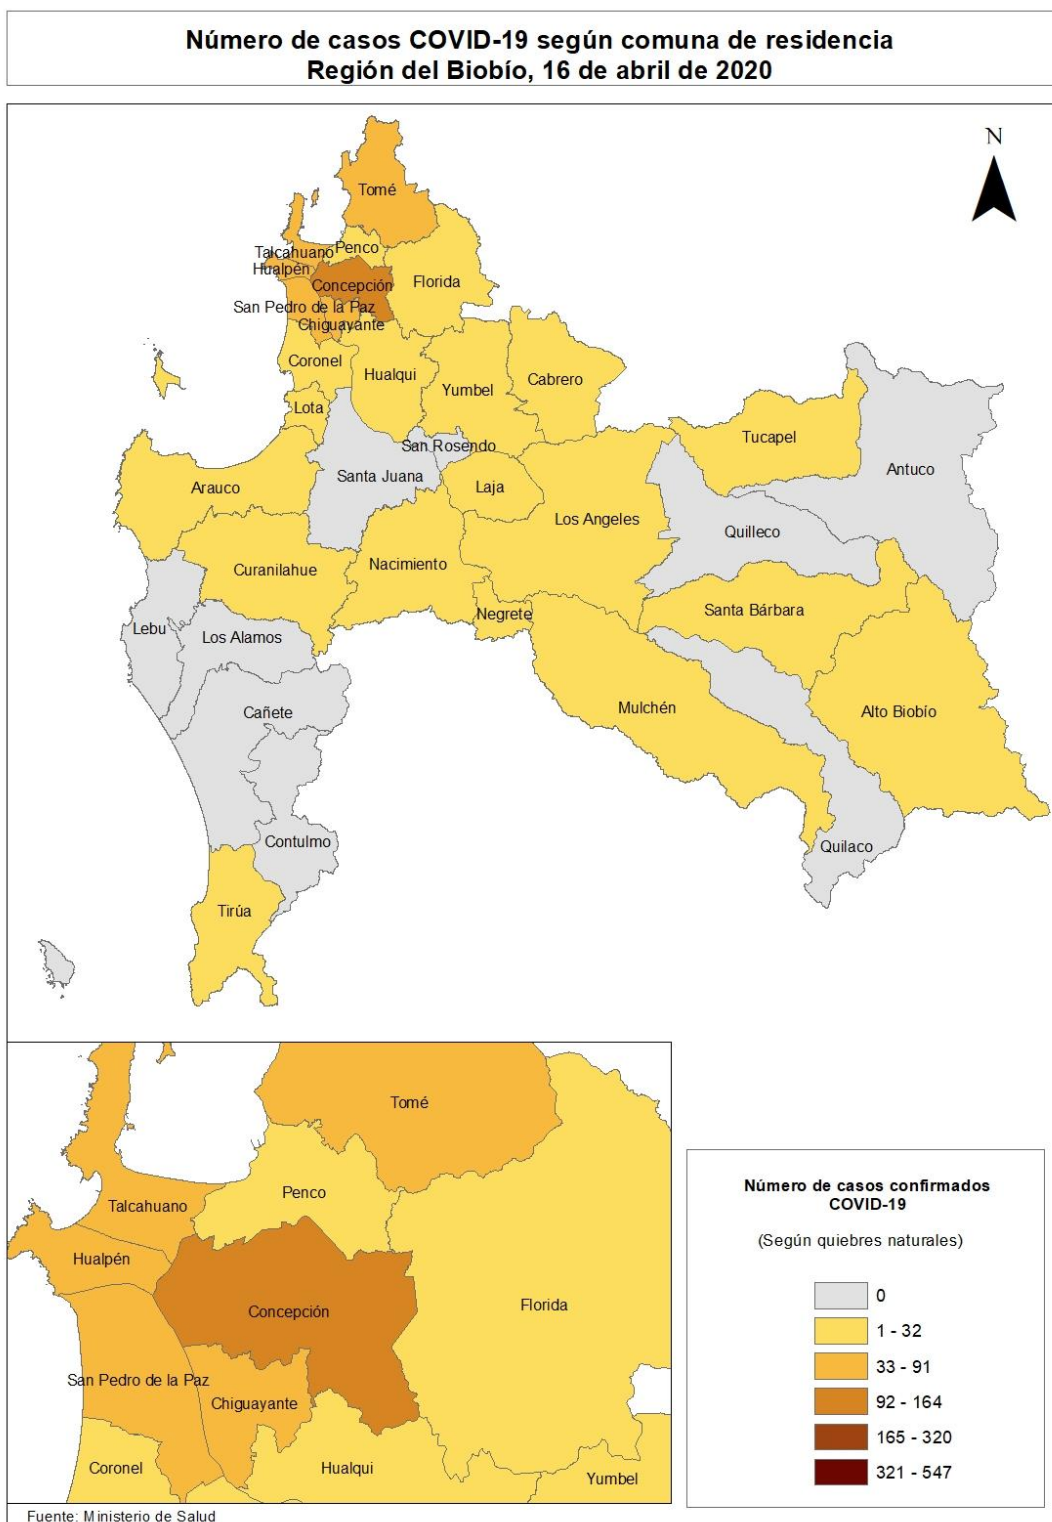 Número de casos COVID-19 según comuna de residencia
Región del Biobío, 16 de abril de 2020
N
Tomé
Talcahuano
Penco
Hualpén
Concepción
Florida
San Pedro de la Paz
Chiguayante
Coronel
Hualqui
Yumbel
Cabrero
Lota
San Rosendo
Tucapel
Santa Juana
Antuco
Arauco
Laja
Los Angeles
Quilleco
Curanilahue
Nacimiento
Negrete
Santa Bárbara
Lebu
Los Alamos
Cañete
Mulchén
Alto Biobío
Contulmo
Quilaco
Tirúa
Tomé
Penco
Talcahuano
Hualpén
Concepción
Florida
San Pedro de la Paz
Chiguayante
Coronel
Hualqui
Yumbel
Número de casos confirmados
COVID-19
(Según quiebres naturales)
0
1 - 32
33 - 91
92 - 164
165 - 320
321 - 547
Fuente: Ministerio de Salud